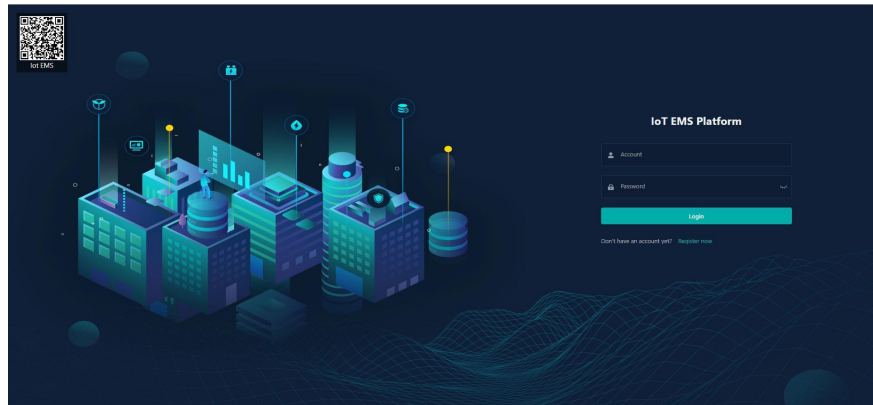 Iot EMS
IoT EMS Platform
Account
Password
Login
Don't have an account yet? Register now